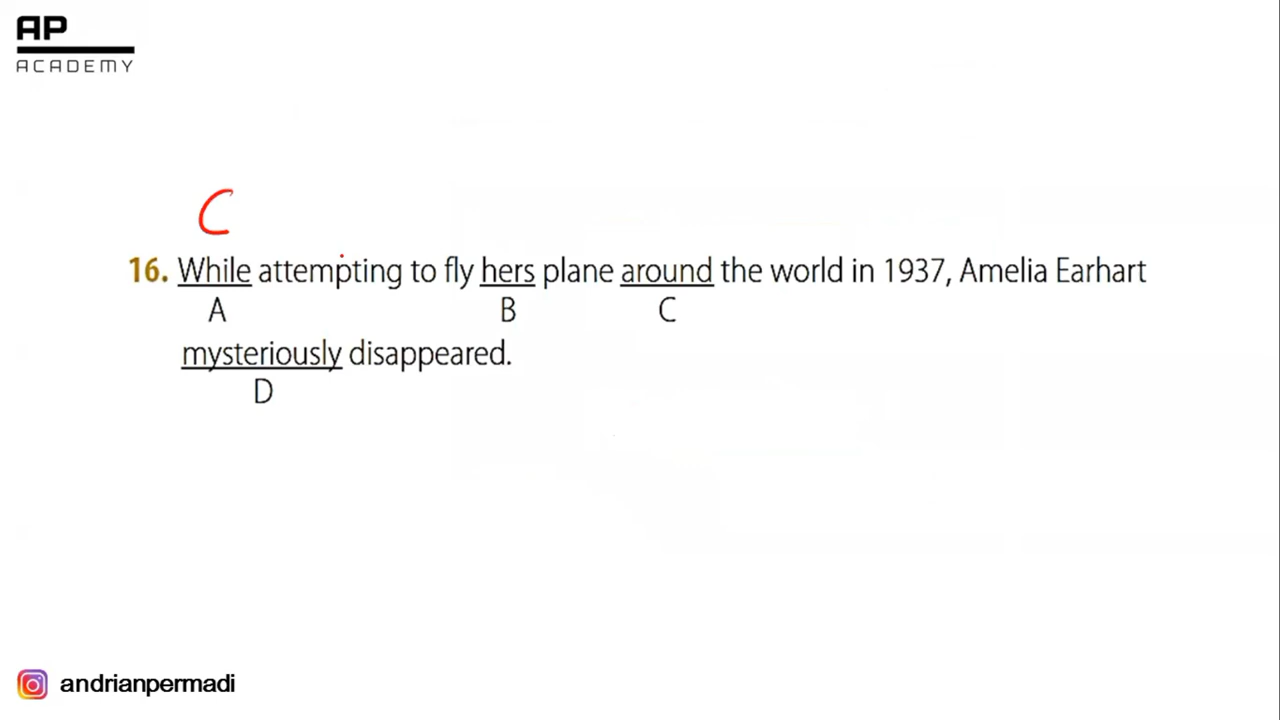 AP
ACADEMY
C
16. While attempting to fly hers plane around the world in 1937, Amelia Earhart
A B C
mysteriously disappeared.
D
andrianpermadi